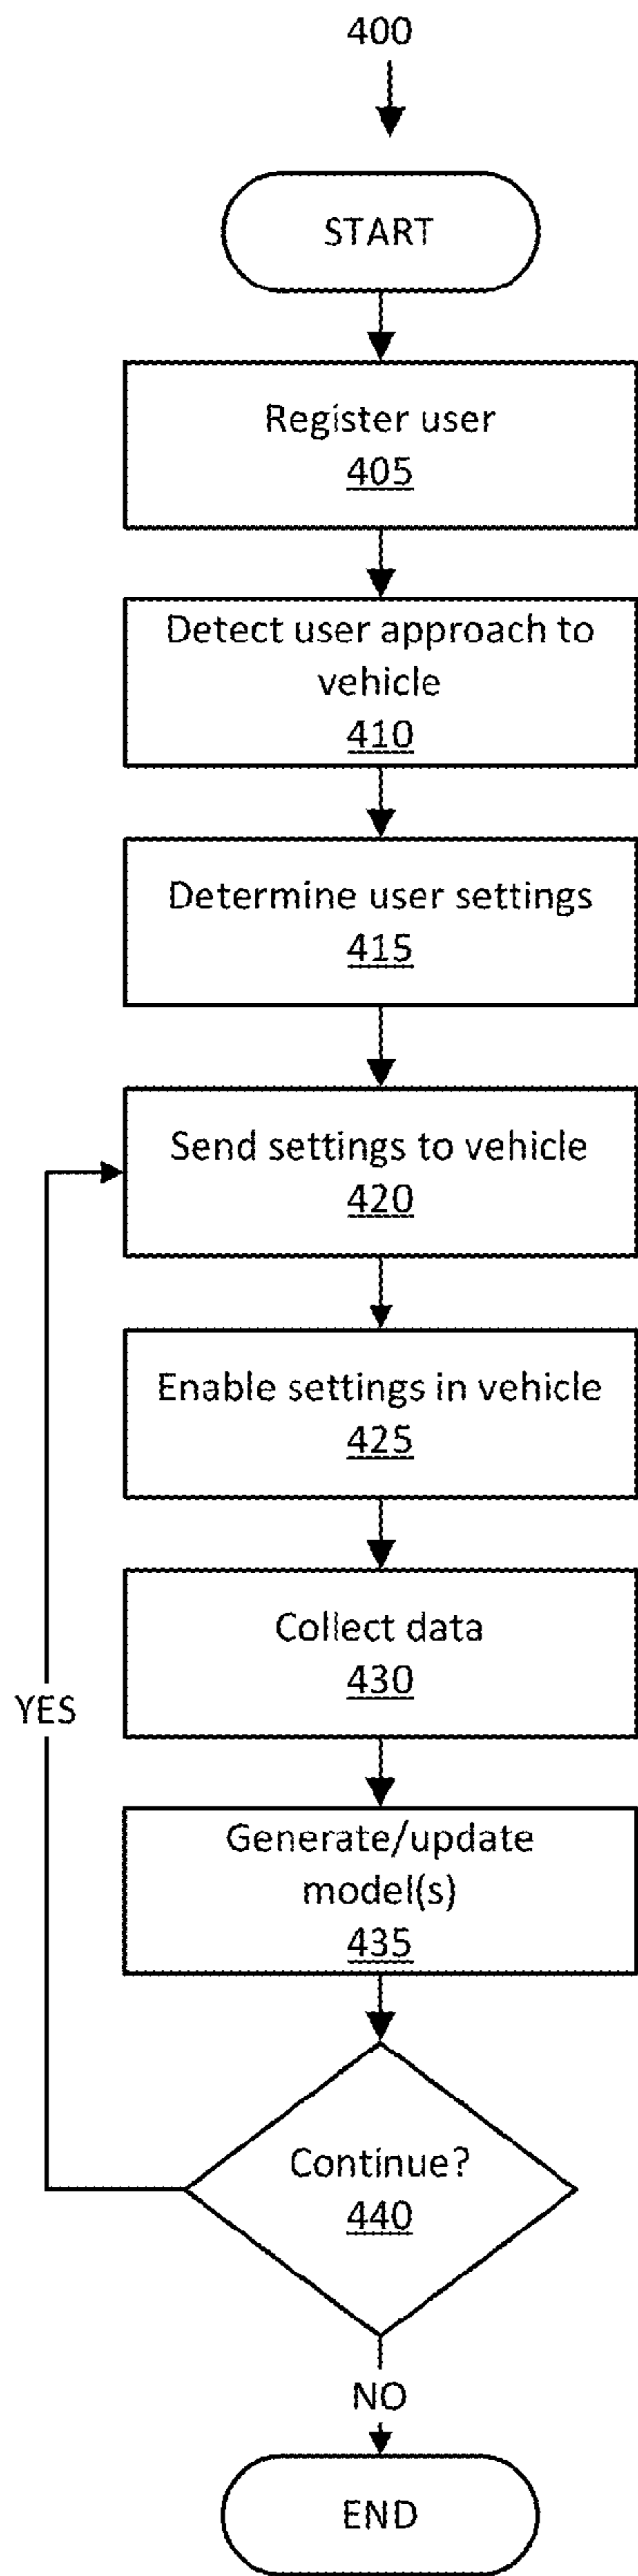 400
START
Register user
405
Detect user approach to
vehicle
410
Determine user settings
415
Send settings to vehicle
420
Enable settings in vehicle
425
Collect data
430
YES
Generate/update
model(s)
435
Continue?
440
NO
END